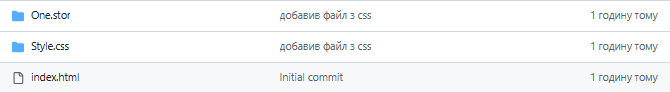 One.stor добавив файл з css 1 годину тому
Style.css добавив файл з css 1 годину тому
index.html Initial commit 1 годину тому